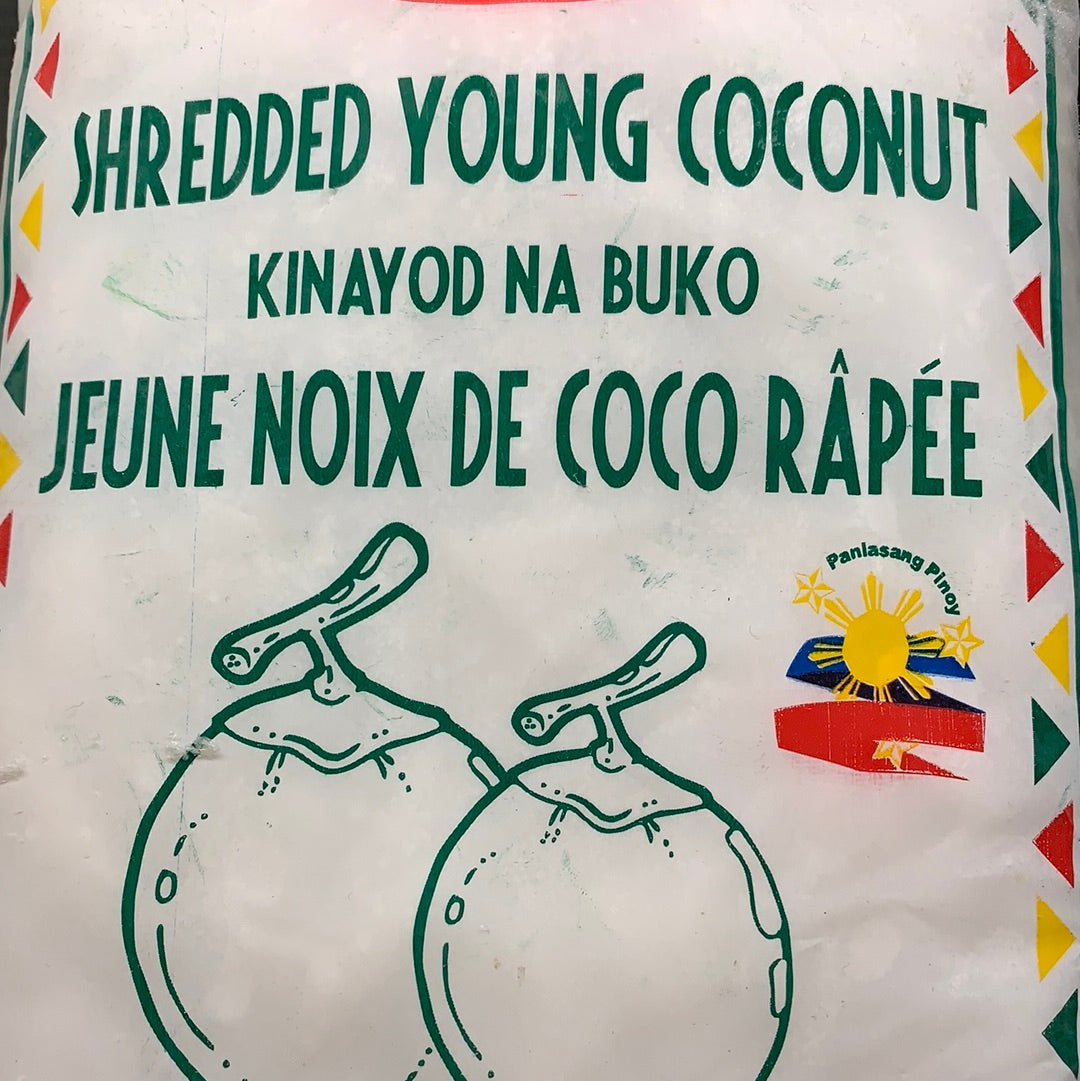 SHREDDED YOUNG COCONUT
KINAYOD NA BUKO
JEUNE NOIX DE COCO RÂPÉE
Panlasang Pinoy